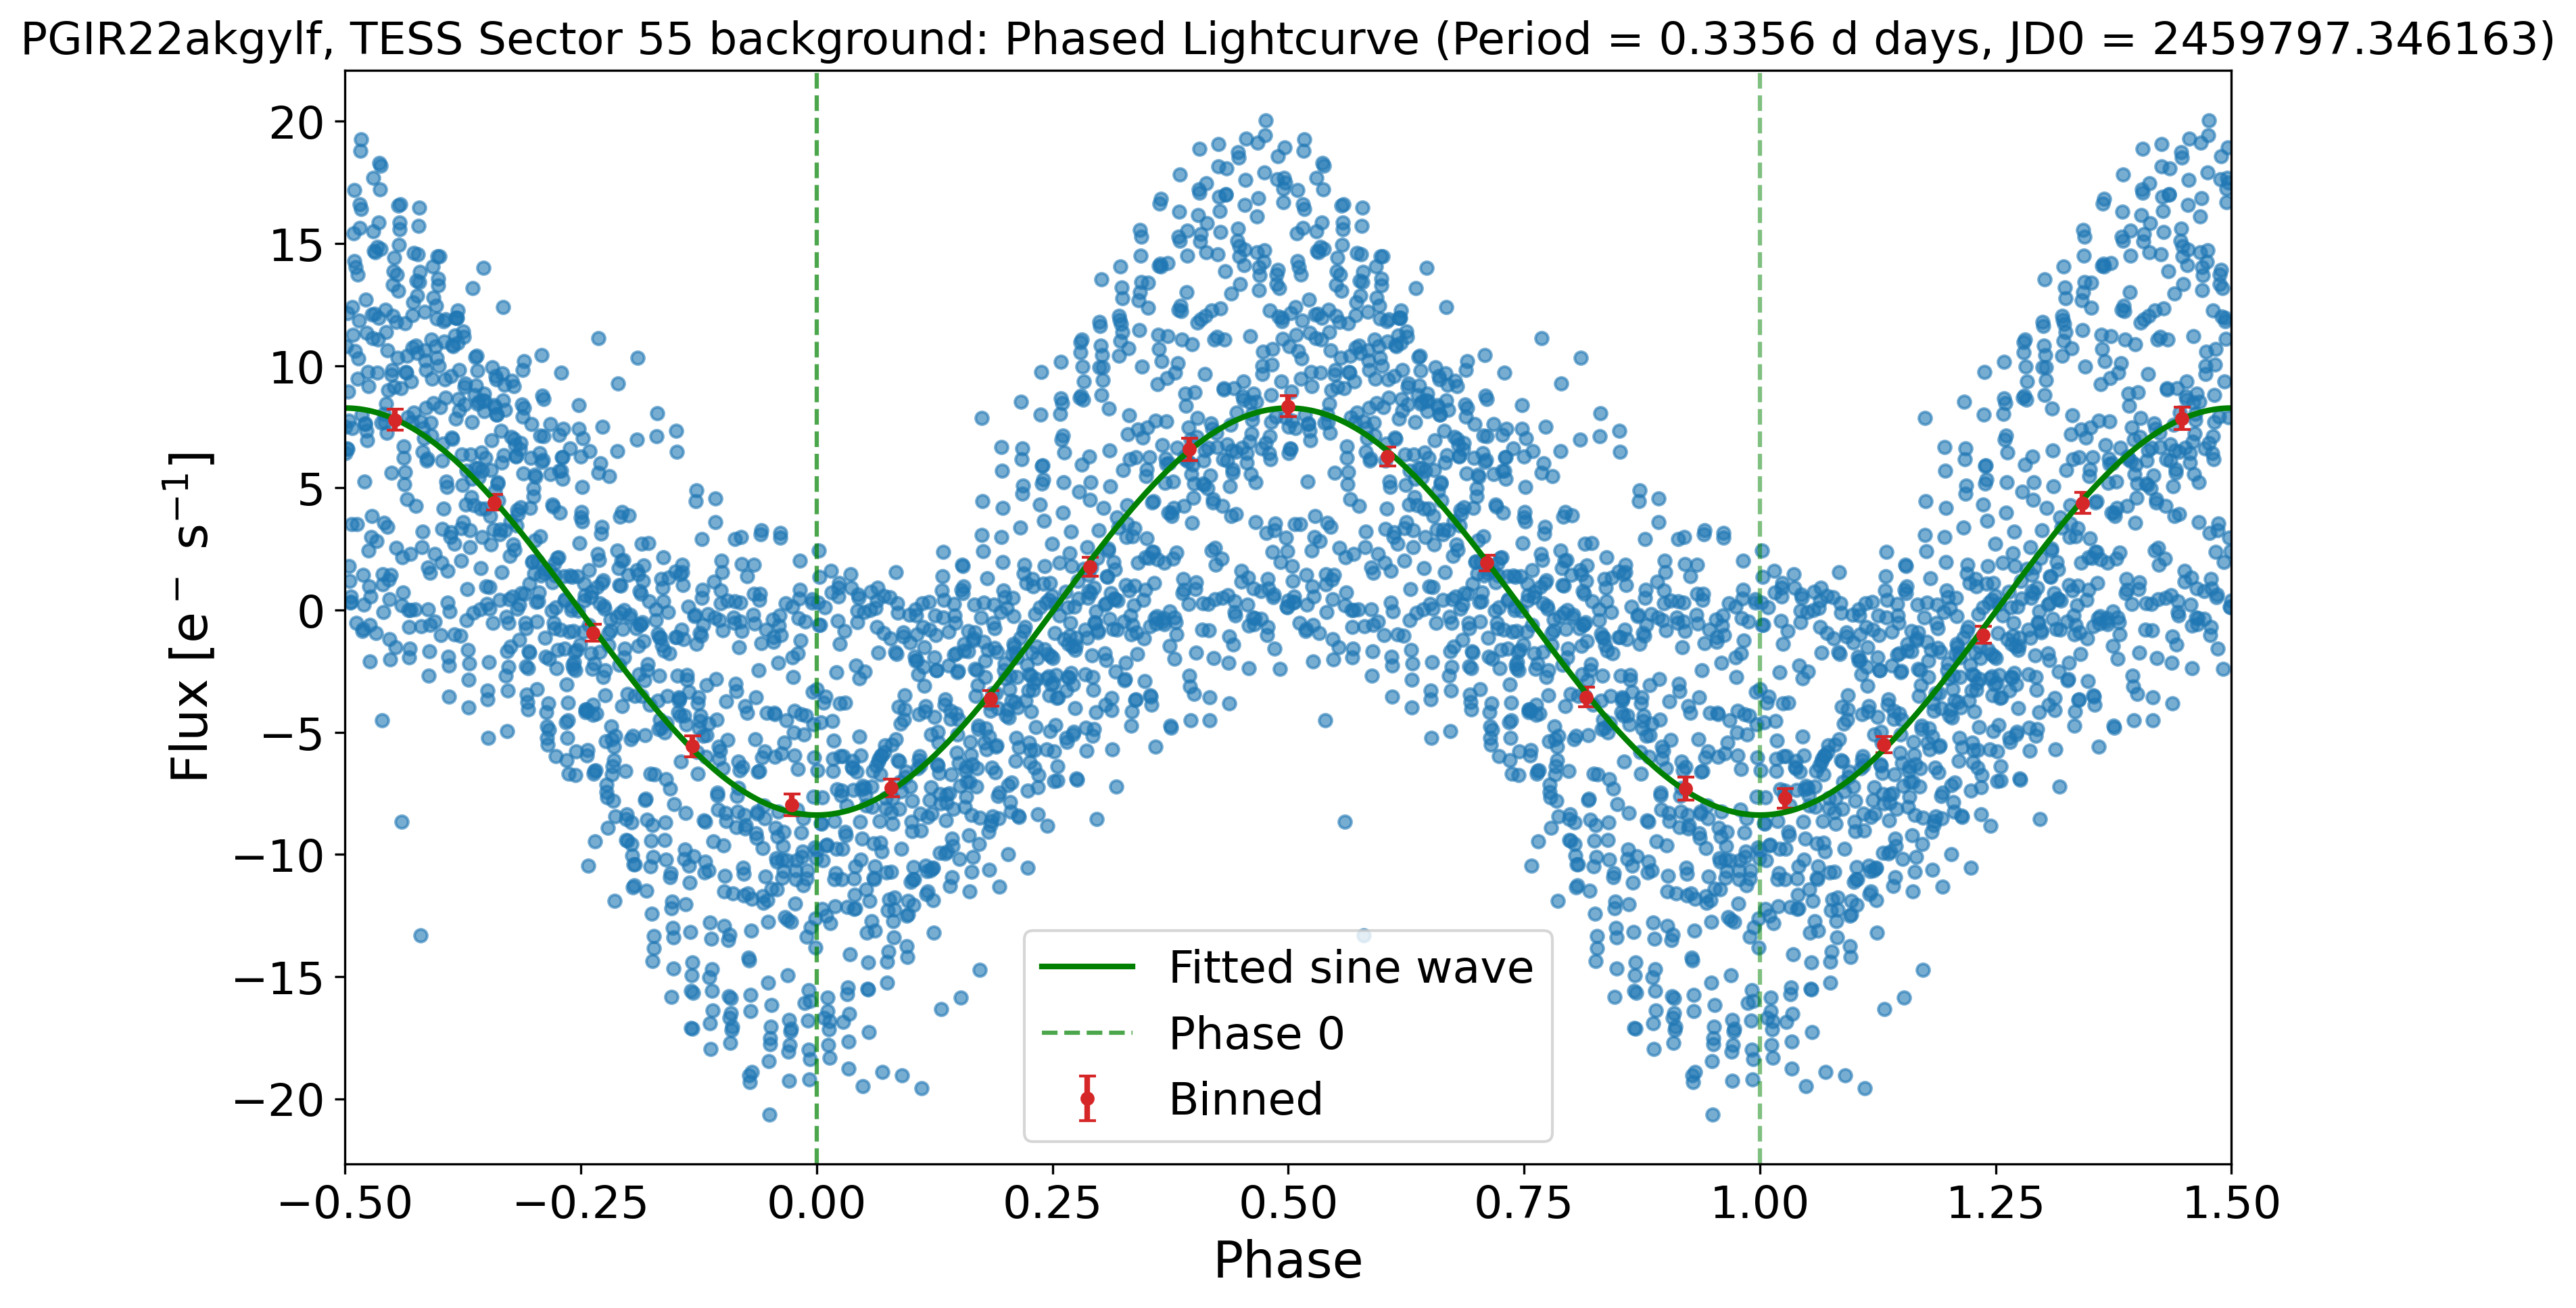 PGIR22akgylf, TESS Sector 55 background: Phased Lightcurve (Period = 0.3356 d days, JD0 = 2459797.346163)
20
15
10
5
0
−5
−10
−15
−20
Flux [e⁻ s⁻¹]
Fitted sine wave
Phase 0
Binned
−0.50 −0.25 0.00 0.25 0.50 0.75 1.00 1.25 1.50
Phase